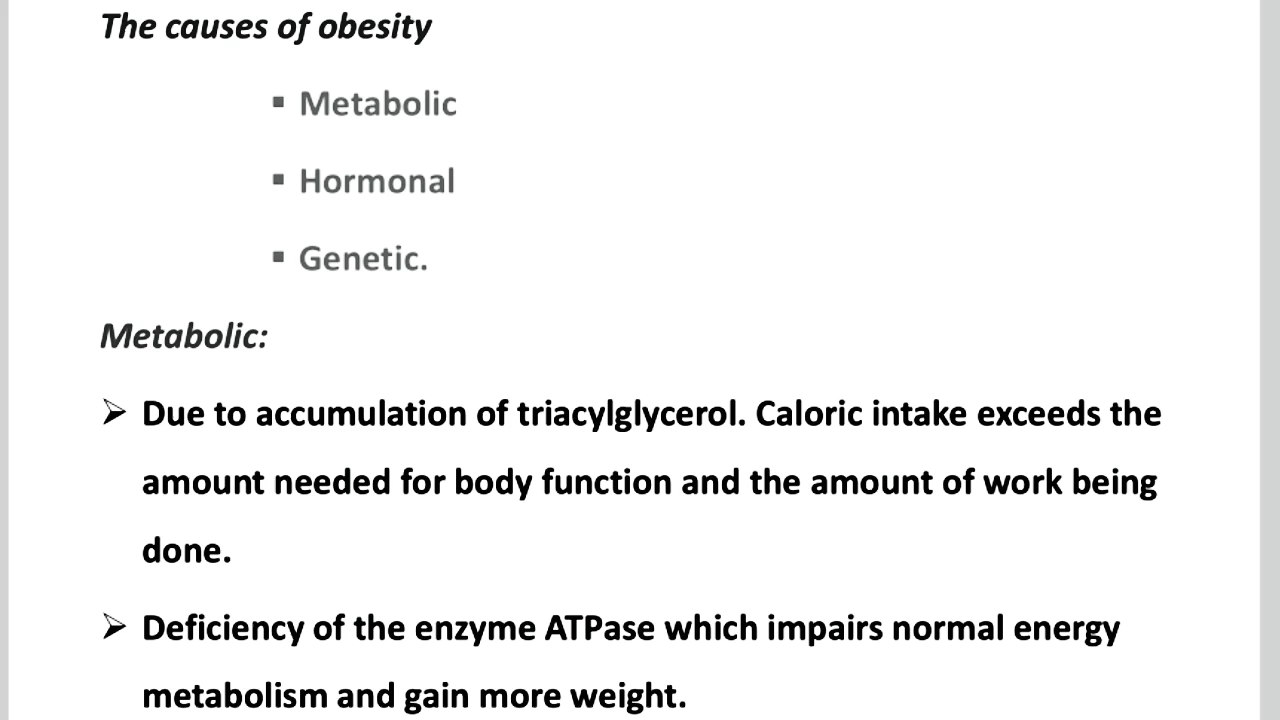 The causes of obesity
▪ Metabolic
▪ Hormonal
▪ Genetic.
Metabolic:
➢ Due to accumulation of triacylglycerol. Caloric intake exceeds the
amount needed for body function and the amount of work being
done.
➢ Deficiency of the enzyme ATPase which impairs normal energy
metabolism and gain more weight.